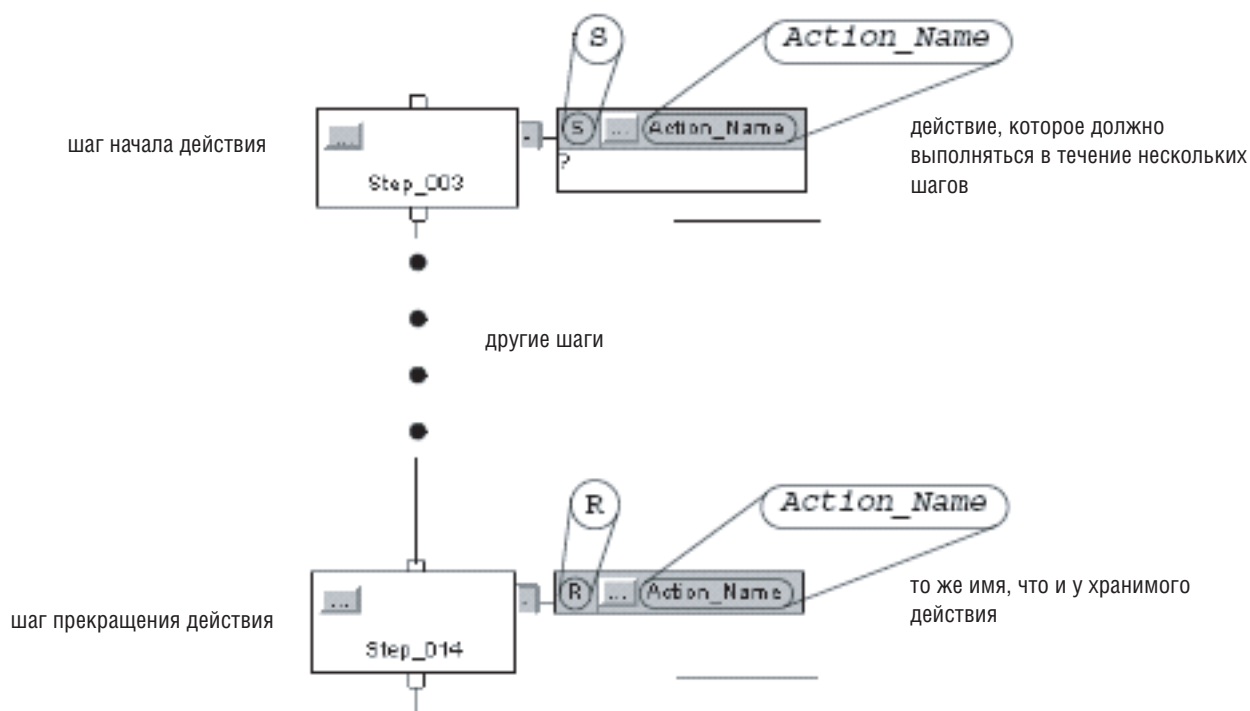 S
Action_Name
шаг начала действия
...
Step_003
-
S ... Action_Name
?
действие, которое должно
выполняться в течение нескольких
шагов
другие шаги
R
Action_Name
шаг прекращения действия
...
Step_014
-
R ... Action_Name
то же имя, что и у хранимого
действия